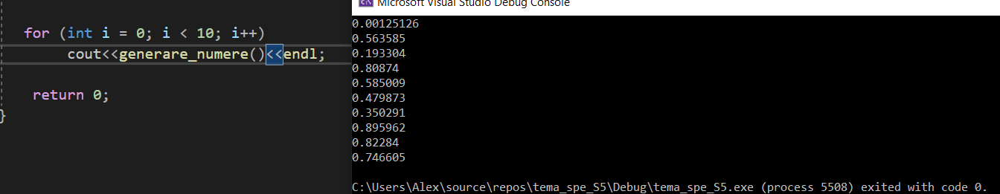 for (int i = 0; i < 10; i++)
cout<<generare_numere()<<endl;
return 0;
}
Microsoft Visual Studio Debug Console
0.00125126
0.563585
0.193304
0.80874
0.585009
0.479873
0.350291
0.895962
0.82284
0.746605
C:\Users\Alex\source\repos\tema_spe_S5\Debug\tema_spe_S5.exe (process 5508) exited with code 0.